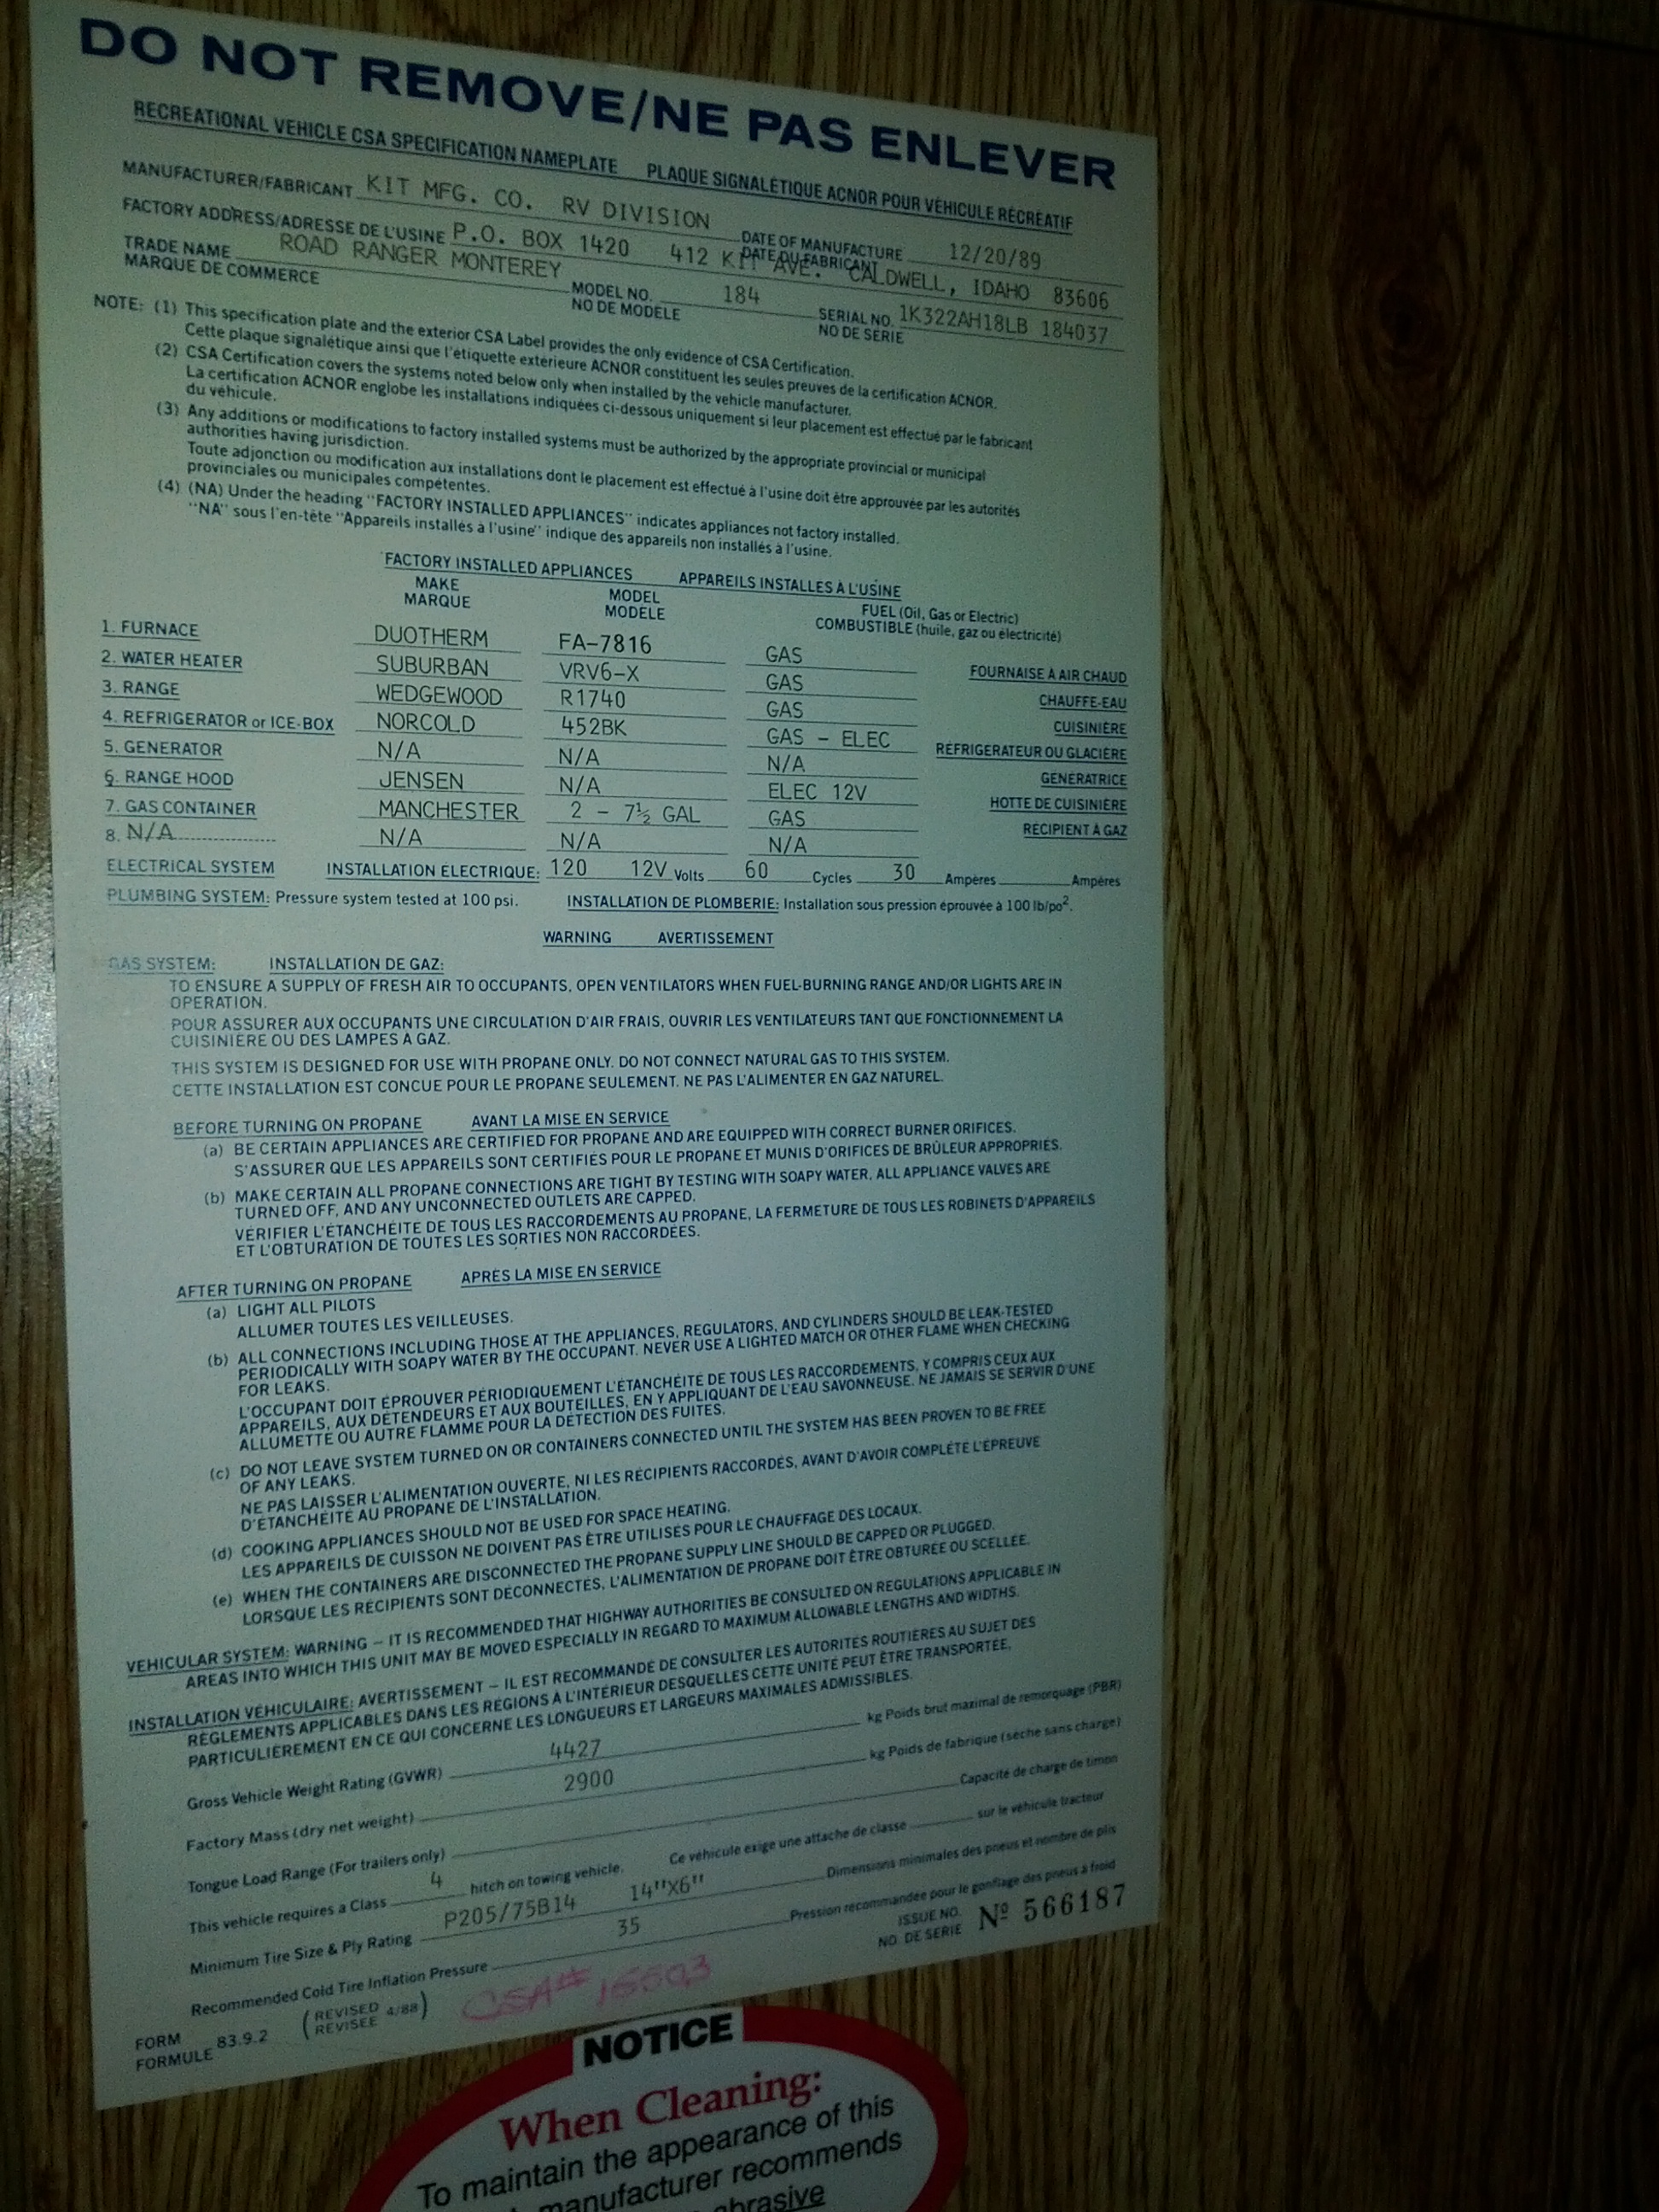 DO NOT REMOVE/NE PAS ENLEVER
RECREATIONAL VEHICLE CSA SPECIFICATION NAMEPLATE PLAQUE SIGNALÉTIQUE ACNOR POUR VÉHICULE RÉCRÉATIF
MANUFACTURER/FABRICANT KIT MFG. CO. RV DIVISION DATE OF MANUFACTURE 12/20/89
DATE DU FABRICANT
FACTORY ADDRESS/ADRESSE DE L'USINE P.O. BOX 1420 412 KIT AVE. CALDWELL, IDAHO 83606
TRADE NAME ROAD RANGER MONTEREY MODEL NO. 184 SERIAL NO. 1K322AH18LB 184037
MARQUE DE COMMERCE NO DE MODÈLE NO DE SÉRIE
NOTE: (1) This specification plate and the exterior CSA Label provides the only evidence of CSA Certification.
Cette plaque signalétique ainsi que l'étiquette extérieure ACNOR constituent les seules preuves de la certification ACNOR.
(2) CSA Certification covers the systems noted below only when installed by the vehicle manufacturer.
La certification ACNOR englobe les installations indiquées ci-dessous uniquement si leur placement est effectué par le fabricant
du véhicule.
(3) Any additions or modifications to factory installed systems must be authorized by the appropriate provincial or municipal
authorities having jurisdiction.
Toute adjonction ou modification aux installations dont le placement est effectué à l'usine doit être approuvée par les autorités
provinciales ou municipales compétentes.
(4) (NA) Under the heading "FACTORY INSTALLED APPLIANCES" indicates appliances not factory installed.
"NA" sous l'en-tête "Appareils installés à l'usine" indique des appareils non installés à l'usine.
FACTORY INSTALLED APPLIANCES APPAREILS INSTALLÉS À L'USINE
MAKE MODEL FUEL (Oil, Gas or Electric)
MARQUE MODÈLE COMBUSTIBLE (huile, gaz ou électricité)
1. FURNACE DUOTHERM FA-7816 GAS FOURNAISE À AIR CHAUD
2. WATER HEATER SUBURBAN VRV6-X GAS CHAUFFE-EAU
3. RANGE WEDGEWOOD R1740 GAS CUISINIÈRE
4. REFRIGERATOR or ICE-BOX NORCOLD 452BK GAS - ELEC RÉFRIGÉRATEUR OU GLACIÈRE
5. GENERATOR N/A N/A N/A GÉNÉRATRICE
6. RANGE HOOD JENSEN N/A ELEC 12V HOTTE DE CUISINIÈRE
7. GAS CONTAINER MANCHESTER 2 - 7½ GAL GAS RÉCIPIENT À GAZ
8. N/A N/A N/A N/A
ELECTRICAL SYSTEM INSTALLATION ÉLECTRIQUE: 120 12V Volts 60 Cycles 30 Ampères Ampères
PLUMBING SYSTEM: Pressure system tested at 100 psi. INSTALLATION DE PLOMBERIE: Installation sous pression éprouvée à 100 lb/po².
WARNING AVERTISSEMENT
GAS SYSTEM: INSTALLATION DE GAZ:
TO ENSURE A SUPPLY OF FRESH AIR TO OCCUPANTS, OPEN VENTILATORS WHEN FUEL-BURNING RANGE AND/OR LIGHTS ARE IN
OPERATION.
POUR ASSURER AUX OCCUPANTS UNE CIRCULATION D'AIR FRAIS, OUVRIR LES VENTILATEURS TANT QUE FONCTIONNEMENT LA
CUISINIÈRE OU DES LAMPES À GAZ.
THIS SYSTEM IS DESIGNED FOR USE WITH PROPANE ONLY. DO NOT CONNECT NATURAL GAS TO THIS SYSTEM.
CETTE INSTALLATION EST CONCUE POUR LE PROPANE SEULEMENT. NE PAS L'ALIMENTER EN GAZ NATUREL.
BEFORE TURNING ON PROPANE AVANT LA MISE EN SERVICE
(a) BE CERTAIN APPLIANCES ARE CERTIFIED FOR PROPANE AND ARE EQUIPPED WITH CORRECT BURNER ORIFICES.
S'ASSURER QUE LES APPAREILS SONT CERTIFIÉS POUR LE PROPANE ET MUNIS D'ORIFICES DE BRÛLEUR APPROPRIÉS.
(b) MAKE CERTAIN ALL PROPANE CONNECTIONS ARE TIGHT BY TESTING WITH SOAPY WATER, ALL APPLIANCE VALVES ARE
TURNED OFF, AND ANY UNCONNECTED OUTLETS ARE CAPPED.
VÉRIFIER L'ÉTANCHÉITÉ DE TOUS LES RACCORDEMENTS AU PROPANE, LA FERMETURE DE TOUS LES ROBINETS D'APPAREILS
ET L'OBTURATION DE TOUTES LES SORTIES NON RACCORDÉES.
AFTER TURNING ON PROPANE APRÈS LA MISE EN SERVICE
(a) LIGHT ALL PILOTS
ALLUMER TOUTES LES VEILLEUSES.
(b) ALL CONNECTIONS INCLUDING THOSE AT THE APPLIANCES, REGULATORS, AND CYLINDERS SHOULD BE LEAK-TESTED
PERIODICALLY WITH SOAPY WATER BY THE OCCUPANT. NEVER USE A LIGHTED MATCH OR OTHER FLAME WHEN CHECKING
FOR LEAKS.
L'OCCUPANT DOIT ÉPROUVER PÉRIODIQUEMENT L'ÉTANCHÉITÉ DE TOUS LES RACCORDEMENTS, Y COMPRIS CEUX AUX
APPAREILS, AUX DÉTENDEURS ET AUX BOUTEILLES, EN Y APPLIQUANT DE L'EAU SAVONNEUSE. NE JAMAIS SE SERVIR D'UNE
ALLUMETTE OU AUTRE FLAMME POUR LA DÉTECTION DES FUITES.
(c) DO NOT LEAVE SYSTEM TURNED ON OR CONTAINERS CONNECTED UNTIL THE SYSTEM HAS BEEN PROVEN TO BE FREE
OF ANY LEAKS.
NE PAS LAISSER L'ALIMENTATION OUVERTE, NI LES RÉCIPIENTS RACCORDÉS, AVANT D'AVOIR COMPLÉTÉ L'ÉPREUVE
D'ÉTANCHÉITÉ AU PROPANE DE L'INSTALLATION.
(d) COOKING APPLIANCES SHOULD NOT BE USED FOR SPACE HEATING.
LES APPAREILS DE CUISSON NE DOIVENT PAS ÊTRE UTILISÉS POUR LE CHAUFFAGE DES LOCAUX.
(e) WHEN THE CONTAINERS ARE DISCONNECTED THE PROPANE SUPPLY LINE SHOULD BE CAPPED OR PLUGGED.
LORSQUE LES RÉCIPIENTS SONT DÉCONNECTÉS, L'ALIMENTATION DE PROPANE DOIT ÊTRE OBTURÉE OU SCELLÉE.
VEHICULAR SYSTEM: WARNING – IT IS RECOMMENDED THAT HIGHWAY AUTHORITIES BE CONSULTED ON REGULATIONS APPLICABLE IN
AREAS INTO WHICH THIS UNIT MAY BE MOVED ESPECIALLY IN REGARD TO MAXIMUM ALLOWABLE LENGTHS AND WIDTHS.
INSTALLATION VÉHICULAIRE: AVERTISSEMENT – IL EST RECOMMANDÉ DE CONSULTER LES AUTORITÉS ROUTIÈRES AU SUJET DES
RÈGLEMENTS APPLICABLES DANS LES RÉGIONS À L'INTÉRIEUR DESQUELLES CETTE UNITÉ PEUT ÊTRE TRANSPORTÉE,
PARTICULIÈREMENT EN CE QUI CONCERNE LES LONGUEURS ET LARGEURS MAXIMALES ADMISSIBLES.
Gross Vehicle Weight Rating (GVWR) 4427 kg Poids brut maximal de remorquage (PBR)
Factory Mass (dry net weight) 2900 kg Poids de fabrique (sèche sans charge)
Tongue Load Range (For trailers only) Capacité de charge de timon
This vehicle requires a Class 4 hitch on towing vehicle. Ce véhicule exige une attache de classe sur le véhicule tracteur
Minimum Tire Size & Ply Rating P205/75B14 14"X6" Dimensions minimales des pneus et nombre de plis
Recommended Cold Tire Inflation Pressure 35 Pression recommandée pour le gonflage des pneus à froid
ISSUE NO. Nº 566187
NO. DE SÉRIE
FORM 83.9.2 (REVISED 4/88)
FORMULE REVISÉE
CSA# 16503
NOTICE
When Cleaning:
To maintain the appearance of this
manufacturer recommends
abrasive